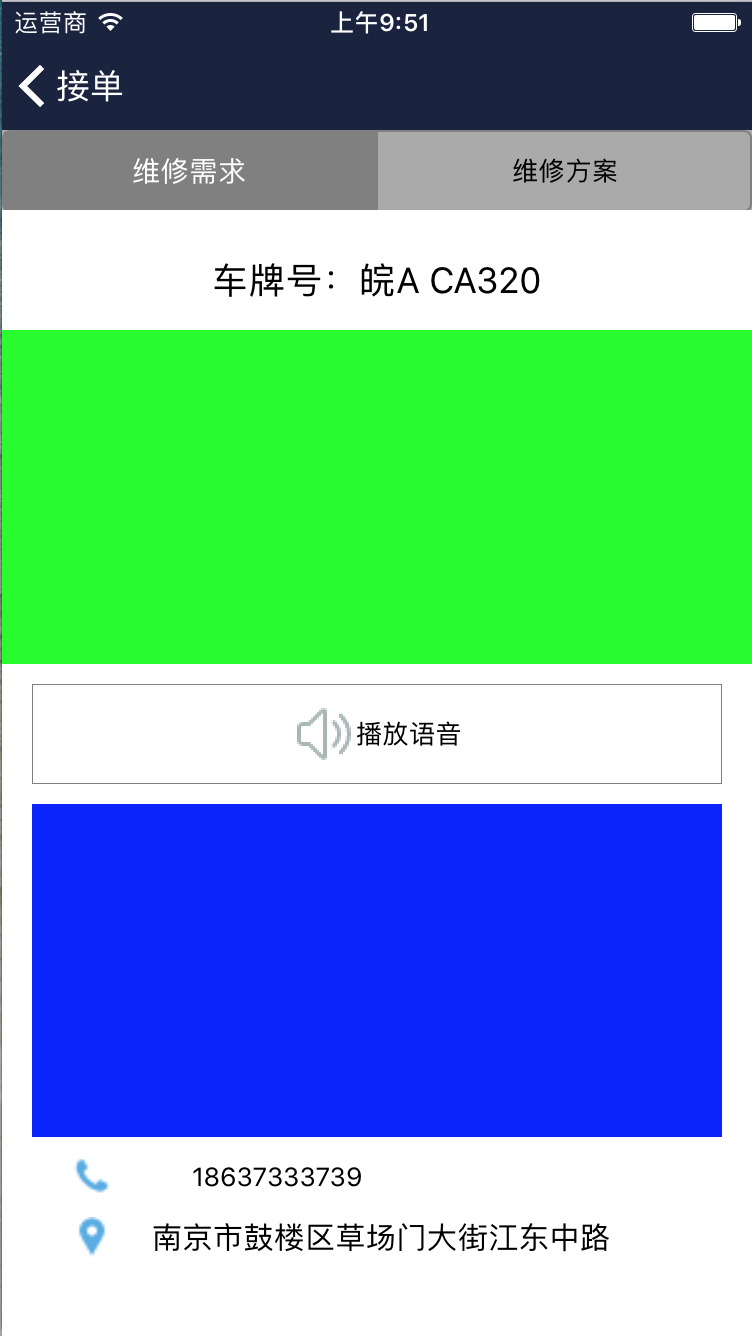 运营商 上午9:51
接单
维修需求 维修方案
车牌号：皖A CA320
播放语音
18637333739
南京市鼓楼区草场门大街江东中路